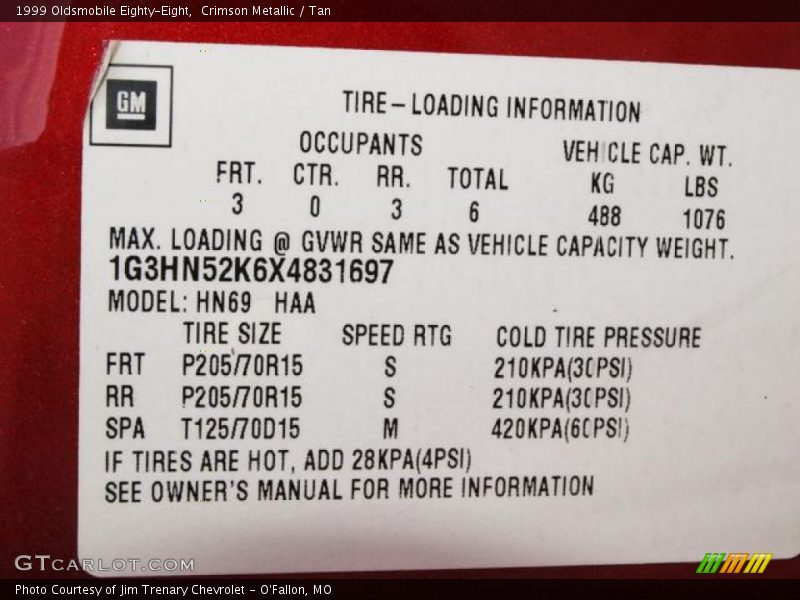 1999 Oldsmobile Eighty-Eight,  Crimson Metallic / Tan
GM
TIRE-LOADING INFORMATION
OCCUPANTS VEHICLE CAP. WT.
FRT. CTR. RR. TOTAL KG LBS
3 0 3 6 488 1076
MAX. LOADING @ GVWR SAME AS VEHICLE CAPACITY WEIGHT.
1G3HN52K6X4831697
MODEL: HN69 HAA
TIRE SIZE SPEED RTG COLD TIRE PRESSURE
FRT P205/70R15 S 210KPA(30PSI)
RR P205/70R15 S 210KPA(30PSI)
SPA T125/70D15 M 420KPA(60PSI)
IF TIRES ARE HOT, ADD 28KPA(4PSI)
SEE OWNER'S MANUAL FOR MORE INFORMATION
GTCARLOT.COM
Photo Courtesy of Jim Trenary Chevrolet - O'Fallon, MO